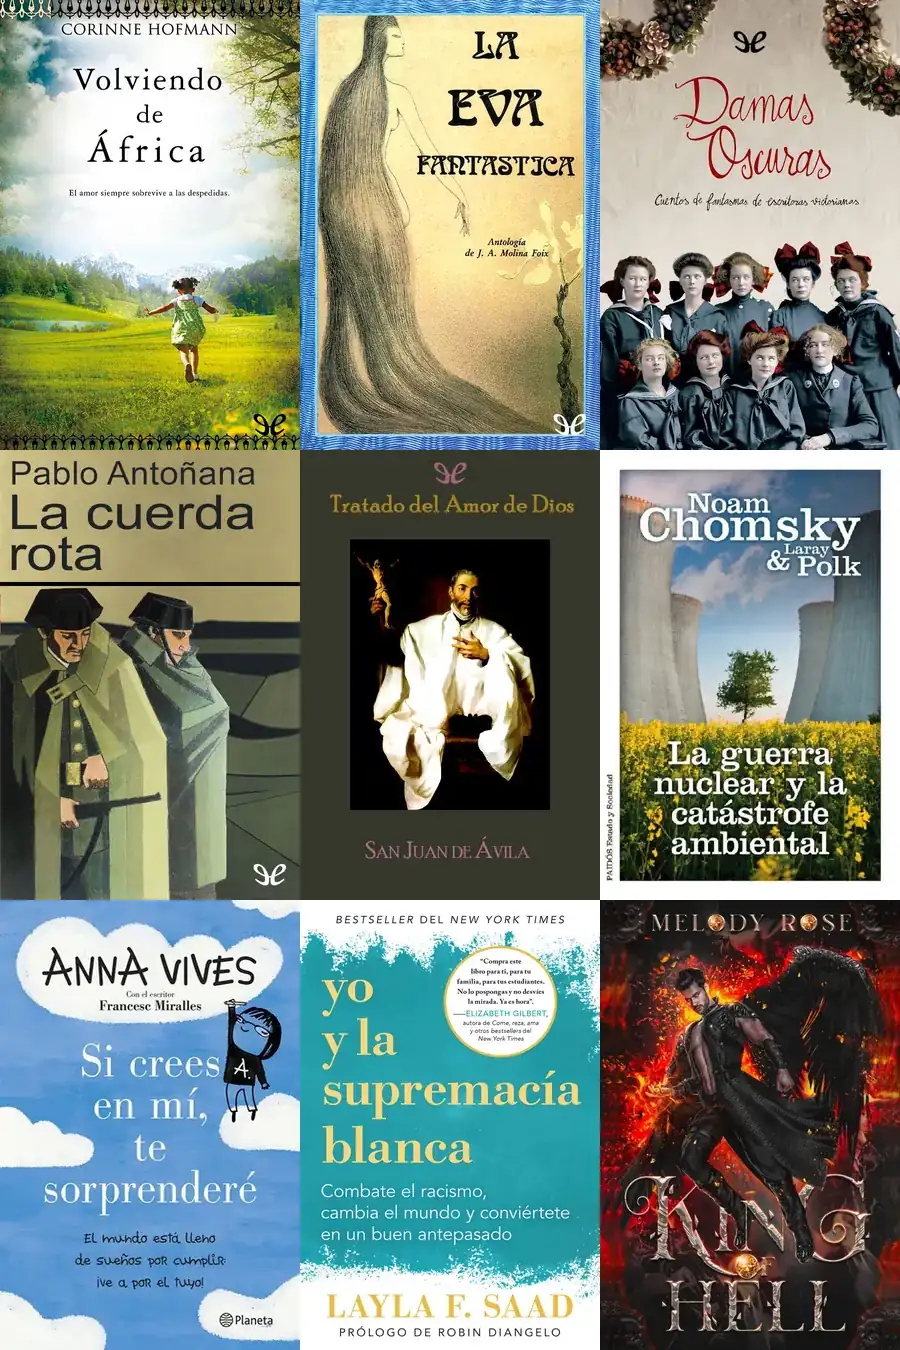 CORINNE HOFMANN
Volviendo
de
África
El amor siempre sobrevive a las despedidas.
LA
EVA
FANTASTICA
Antología
de J. A. Molina Foix
Damas
Oscuras
Cuentos de fantasmas de escritoras victorianas
Pablo Antoñana
La cuerda
rota
Tratado del Amor de Dios
SAN JUAN DE ÁVILA
Noam
Chomsky
Laray
& Polk
La guerra
nuclear y la
catástrofe
ambiental
PAIDÓS Estado y Sociedad
ANNA VIVES
Con el escritor
Francesc Miralles
A.
Si crees
en mí,
te
sorprenderé
El mundo está lleno
de sueños por cumplir:
¡ve a por el tuyo!
Planeta
BESTSELLER DEL NEW YORK TIMES
"Compra este
libro para ti, para tu
familia, para tus estudiantes.
No lo pospongas y no desvíes
la mirada. Ya es hora".
—ELIZABETH GILBERT,
autora de Come, reza, ama
y otros bestsellers del
New York Times
yo
y la
supremacía
blanca
Combate el racismo,
cambia el mundo y conviértete
en un buen antepasado
LAYLA F. SAAD
PRÓLOGO DE ROBIN DIANGELO
MELODY ROSE
KING
OF
HELL